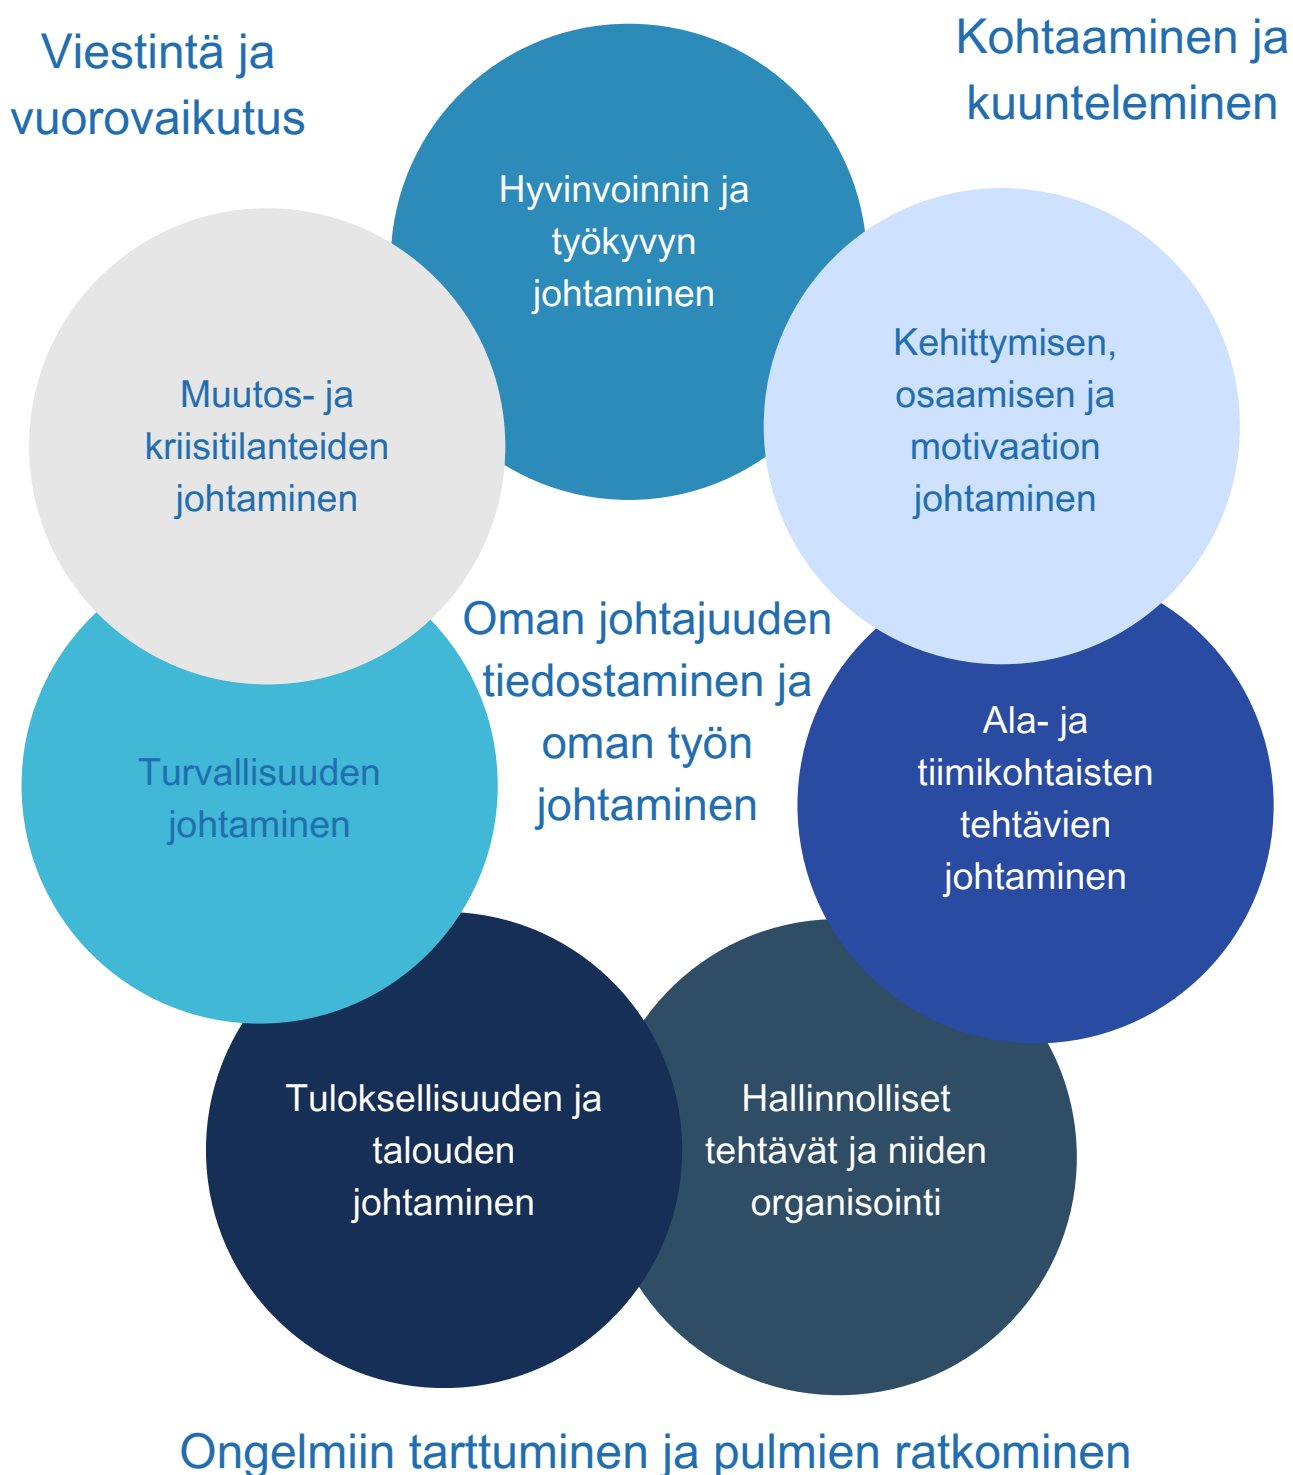 Viestintä ja
vuorovaikutus
Kohtaaminen ja
kuunteleminen
Hyvinvoinnin ja
työkyvyn
johtaminen
Kehittymisen,
osaamisen ja
motivaation
johtaminen
Muutos- ja
kriisitilanteiden
johtaminen
Oman johtajuuden
tiedostaminen ja
oman työn
johtaminen
Ala- ja
tiimikohtaisten
tehtävien
johtaminen
Turvallisuuden
johtaminen
Tuloksellisuuden ja
talouden
johtaminen
Hallinnolliset
tehtävät ja niiden
organisointi
Ongelmiin tarttuminen ja pulmien ratkominen